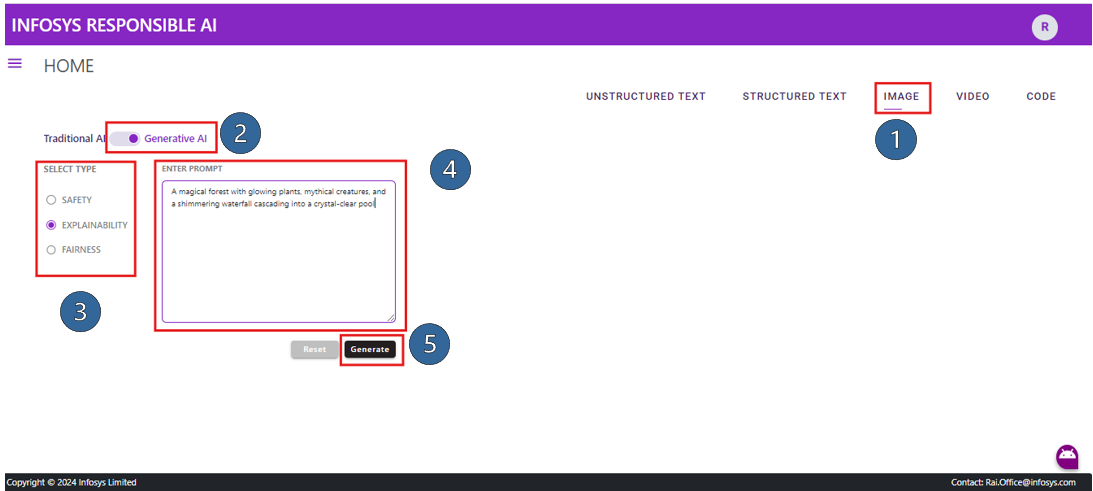 INFOSYS RESPONSIBLE AI
R
HOME
UNSTRUCTURED TEXT STRUCTURED TEXT IMAGE VIDEO CODE
1
Traditional AI Generative AI
2
SELECT TYPE
SAFETY
EXPLAINABILITY
FAIRNESS
3
ENTER PROMPT
4
A magical forest with glowing plants, mythical creatures, and
a shimmering waterfall cascading into a crystal-clear pool
Reset Generate
5
Copyright © 2024 Infosys Limited Contact: Rai.Office@infosys.com